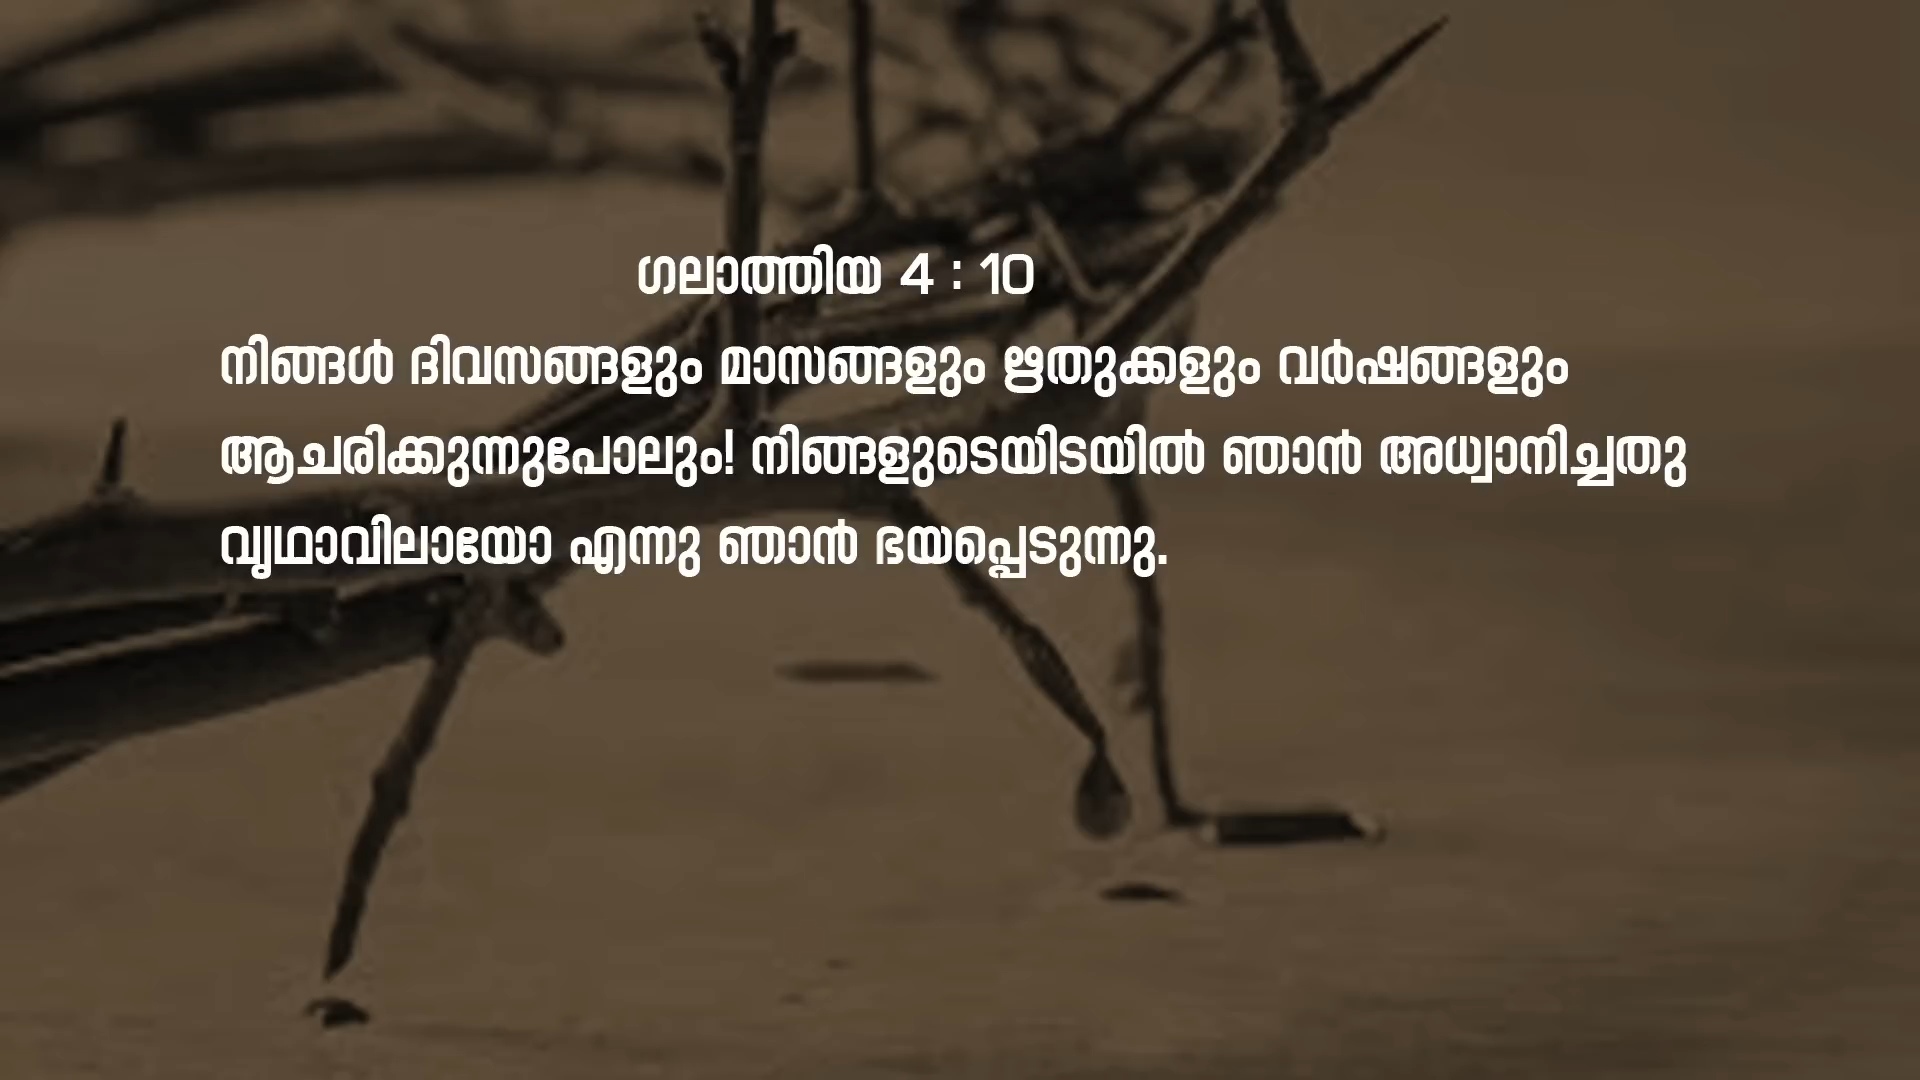 ഗലാത്തിയ 4 : 10
നിങ്ങൾ ദിവസങ്ങളും മാസങ്ങളും ഋതുക്കളും വർഷങ്ങളും
ആചരിക്കുന്നുപോലും! നിങ്ങളുടെയിടയിൽ ഞാൻ അധ്വാനിച്ചതു
വൃഥാവിലായോ എന്നു ഞാൻ ഭയപ്പെടുന്നു.